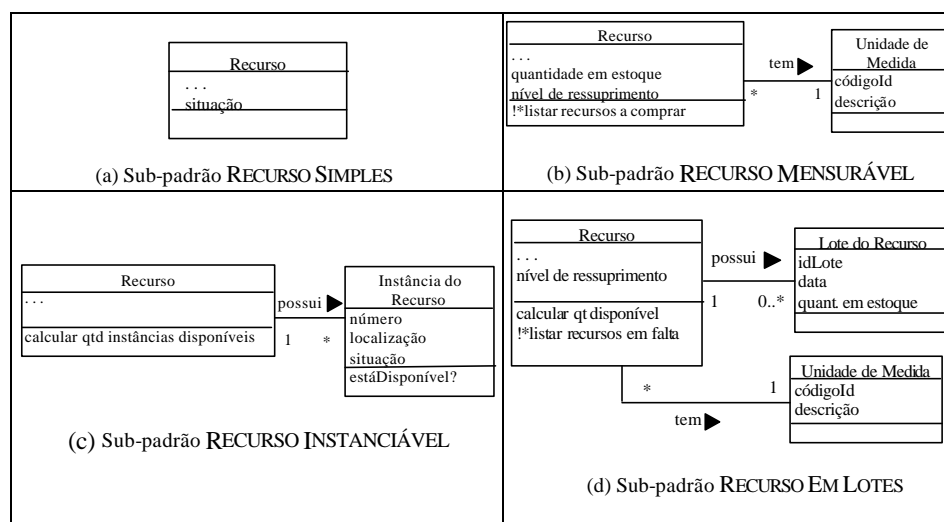 Recurso
. . .
situação
(a) Sub-padrão RECURSO SIMPLES
Recurso
. . .
quantidade em estoque
nível de ressuprimento
!*listar recursos a comprar
tem
*
1
Unidade de
Medida
códigoId
descrição
(b) Sub-padrão RECURSO MENSURÁVEL
Recurso
. . .
calcular qtd instâncias disponíveis
possui
1
*
Instância do
Recurso
número
localização
situação
estáDisponível?
(c) Sub-padrão RECURSO INSTANCIÁVEL
Recurso
. . .
nível de ressuprimento
calcular qt disponível
!*listar recursos em falta
possui
1
0..*
Lote do Recurso
idLote
data
quant. em estoque
*
1
tem
Unidade de Medida
códigoId
descrição
(d) Sub-padrão RECURSO EM LOTES